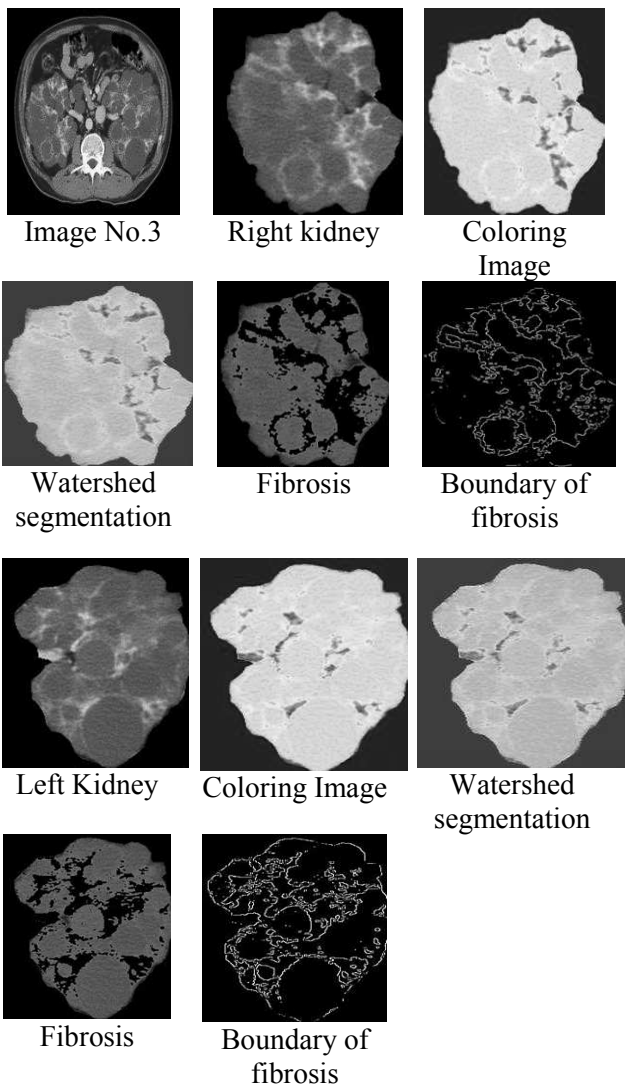 Image No.3
Right kidney
Coloring
Image
Watershed
segmentation
Fibrosis
Boundary of
fibrosis
Left Kidney
Coloring Image
Watershed
segmentation
Fibrosis
Boundary of
fibrosis